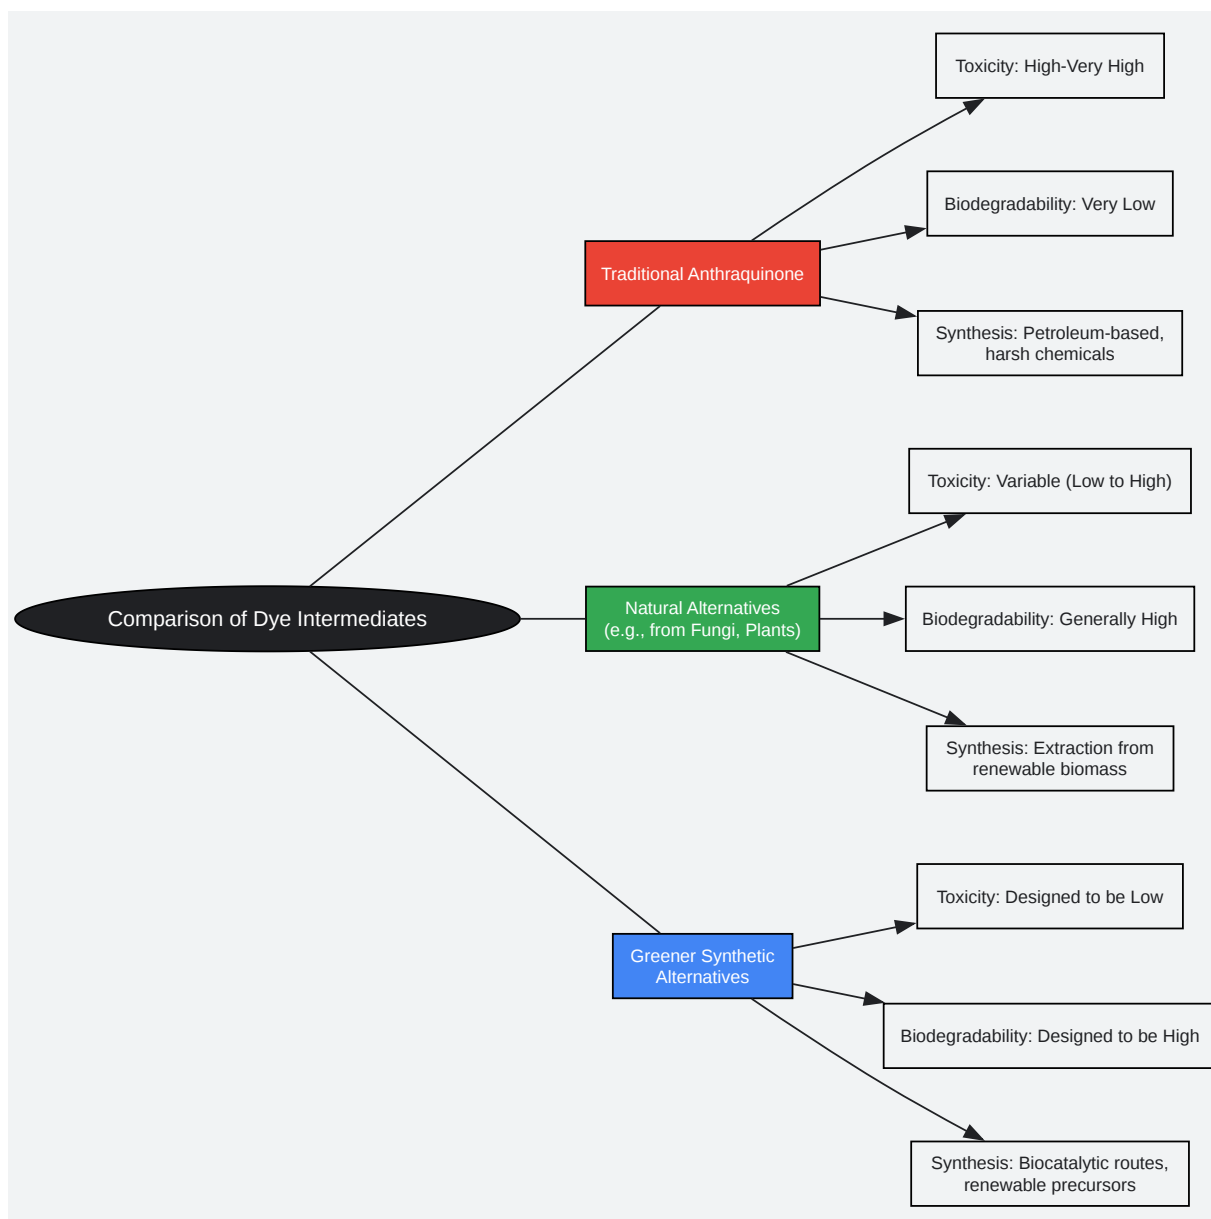 Comparison of Dye Intermediates
Traditional Anthraquinone
Toxicity: High-Very High
Biodegradability: Very Low
Synthesis: Petroleum-based,
harsh chemicals
Natural Alternatives
(e.g., from Fungi, Plants)
Toxicity: Variable (Low to High)
Biodegradability: Generally High
Synthesis: Extraction from
renewable biomass
Greener Synthetic
Alternatives
Toxicity: Designed to be Low
Biodegradability: Designed to be High
Synthesis: Biocatalytic routes,
renewable precursors